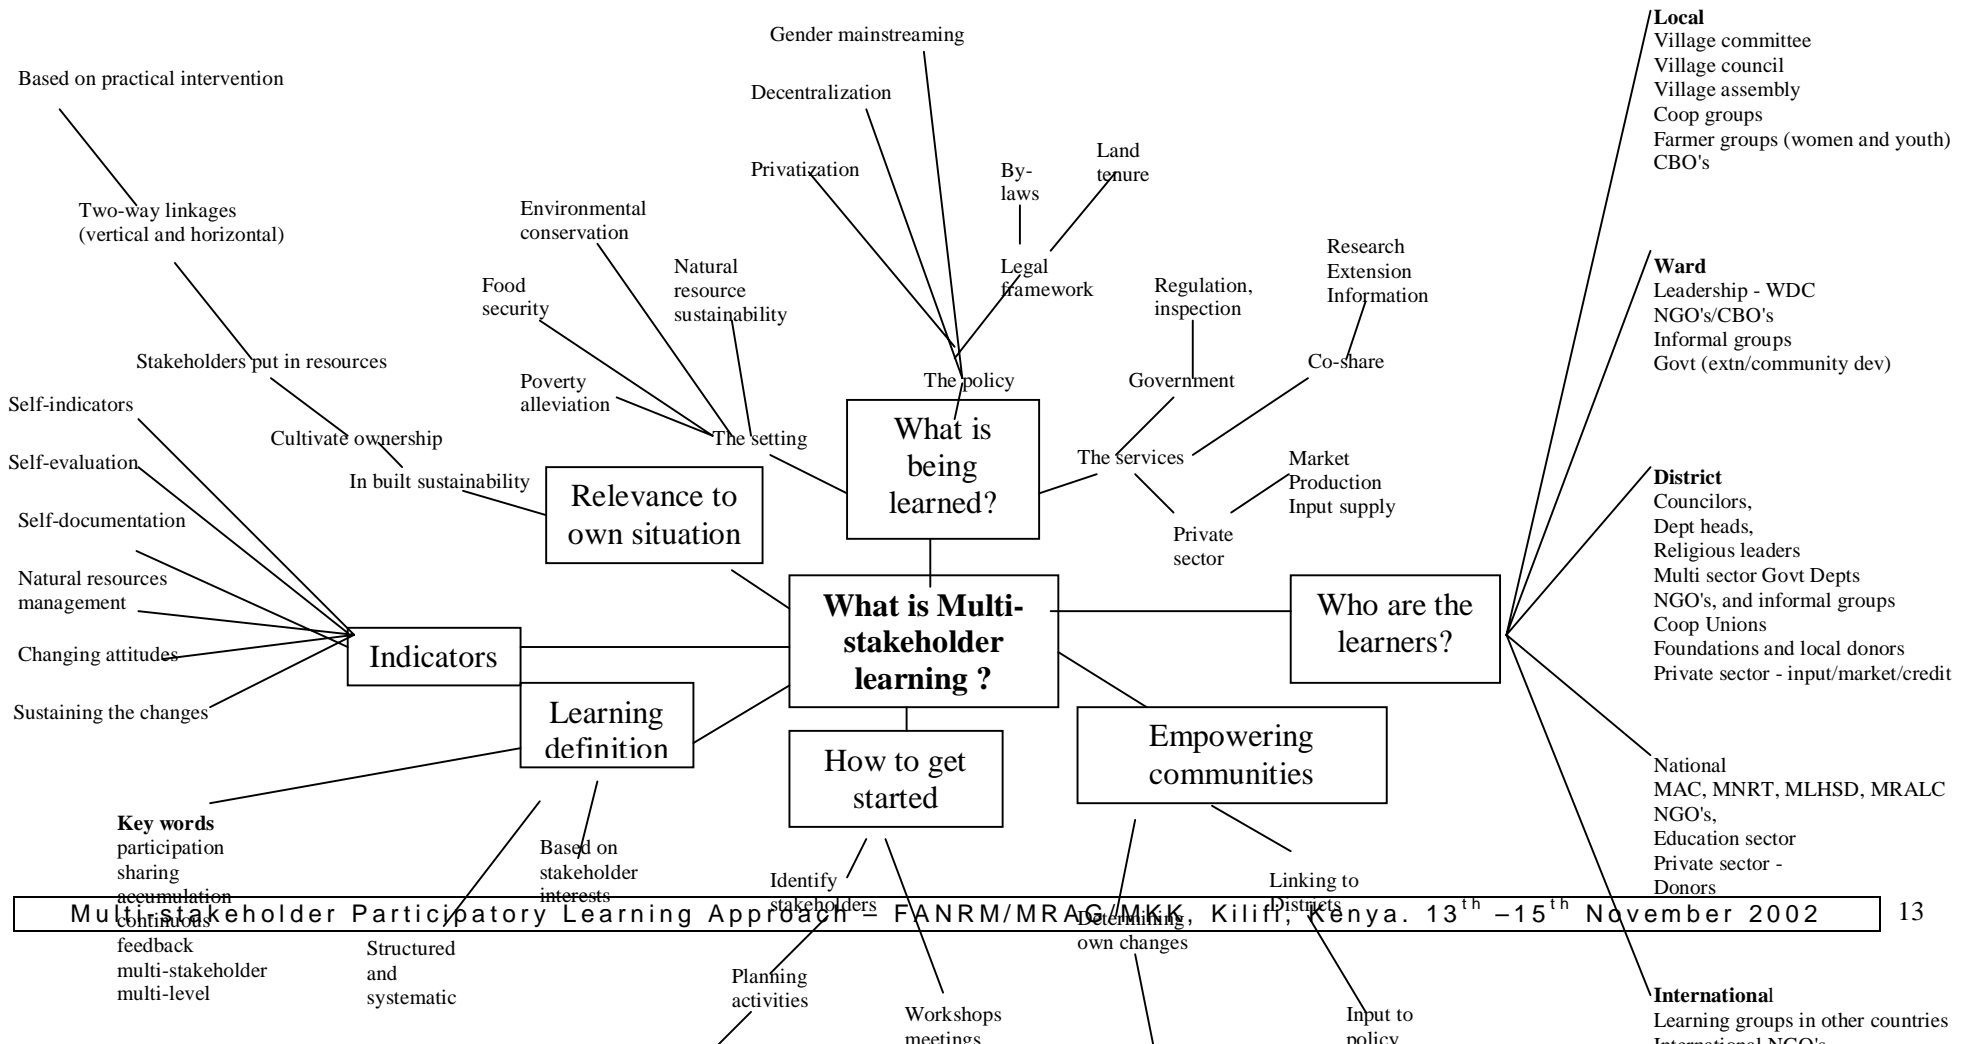 Gender mainstreaming
Based on practical intervention
Decentralization
Privatization
By-
laws
Land
tenure
Two-way linkages
(vertical and horizontal)
Environmental
conservation
Natural
resource
sustainability
Food
security
Legal
framework
Regulation,
inspection
Research
Extension
Information
Stakeholders put in resources
Poverty
alleviation
The policy
Government
Co-share
Self-indicators
Cultivate ownership
The setting
Self-evaluation
In built sustainability
The services
Market
Production
Input supply
Private
sector
Self-documentation
Natural resources
management
Changing attitudes
Sustaining the changes
Relevance to
own situation
What is
being
learned?
What is Multi-
stakeholder
learning ?
Who are the
learners?
Indicators
Learning
definition
How to get
started
Empowering
communities
Local
Village committee
Village council
Village assembly
Coop groups
Farmer groups (women and youth)
CBO's
Ward
Leadership - WDC
NGO's/CBO's
Informal groups
Govt (extn/community dev)
District
Councilors,
Dept heads,
Religious leaders
Multi sector Govt Depts
NGO's, and informal groups
Coop Unions
Foundations and local donors
Private sector - input/market/credit
National
MAC, MNRT, MLHSD, MRALC
NGO's,
Education sector
Private sector -
Donors
International
Learning groups in other countries
International NGO's
Key words
participation
sharing
accumulation
continuous
feedback
multi-stakeholder
multi-level
Structured
and
systematic
Based on
stakeholder
interests
Identify
stakeholders
Planning
activities
Workshops
meetings
Determining
own changes
Linking to
Districts
Input to
policy
Multi-stakeholder Participatory Learning Approach – FANRM/MRAG/MKK, Kilifi, Kenya. 13th –15th November 2002
13